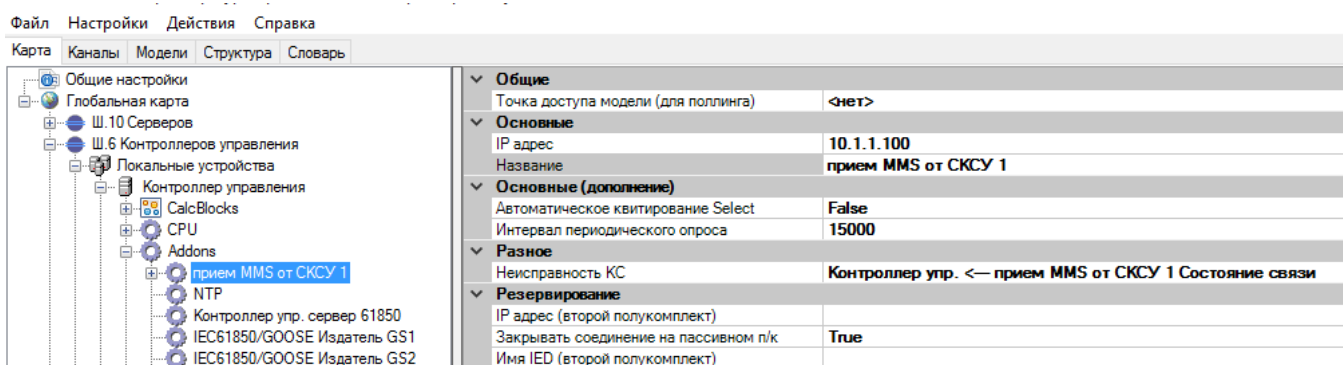 Файл Настройки Действия Справка
Карта Каналы Модели Структура Словарь
Общие настройки
Глобальная карта
Ш.10 Серверов
Ш.6 Контроллеров управления
Локальные устройства
Контроллер управления
CalcBlocks
CPU
Addons
прием MMS от СКСУ 1
NTP
Контроллер упр. сервер 61850
IEC61850/GOOSE Издатель GS1
IEC61850/GOOSE Издатель GS2
Общие
Точка доступа модели (для поллинга) <нет>
Основные
IP адрес 10.1.1.100
Название прием MMS от СКСУ 1
Основные (дополнение)
Автоматическое квитирование Select False
Интервал периодического опроса 15000
Разное
Неисправность КС Контроллер упр. <— прием MMS от СКСУ 1 Состояние связи
Резервирование
IP адрес (второй полукомплект)
Закрывать соединение на пассивном п/к True
Имя IED (второй полукомплект)